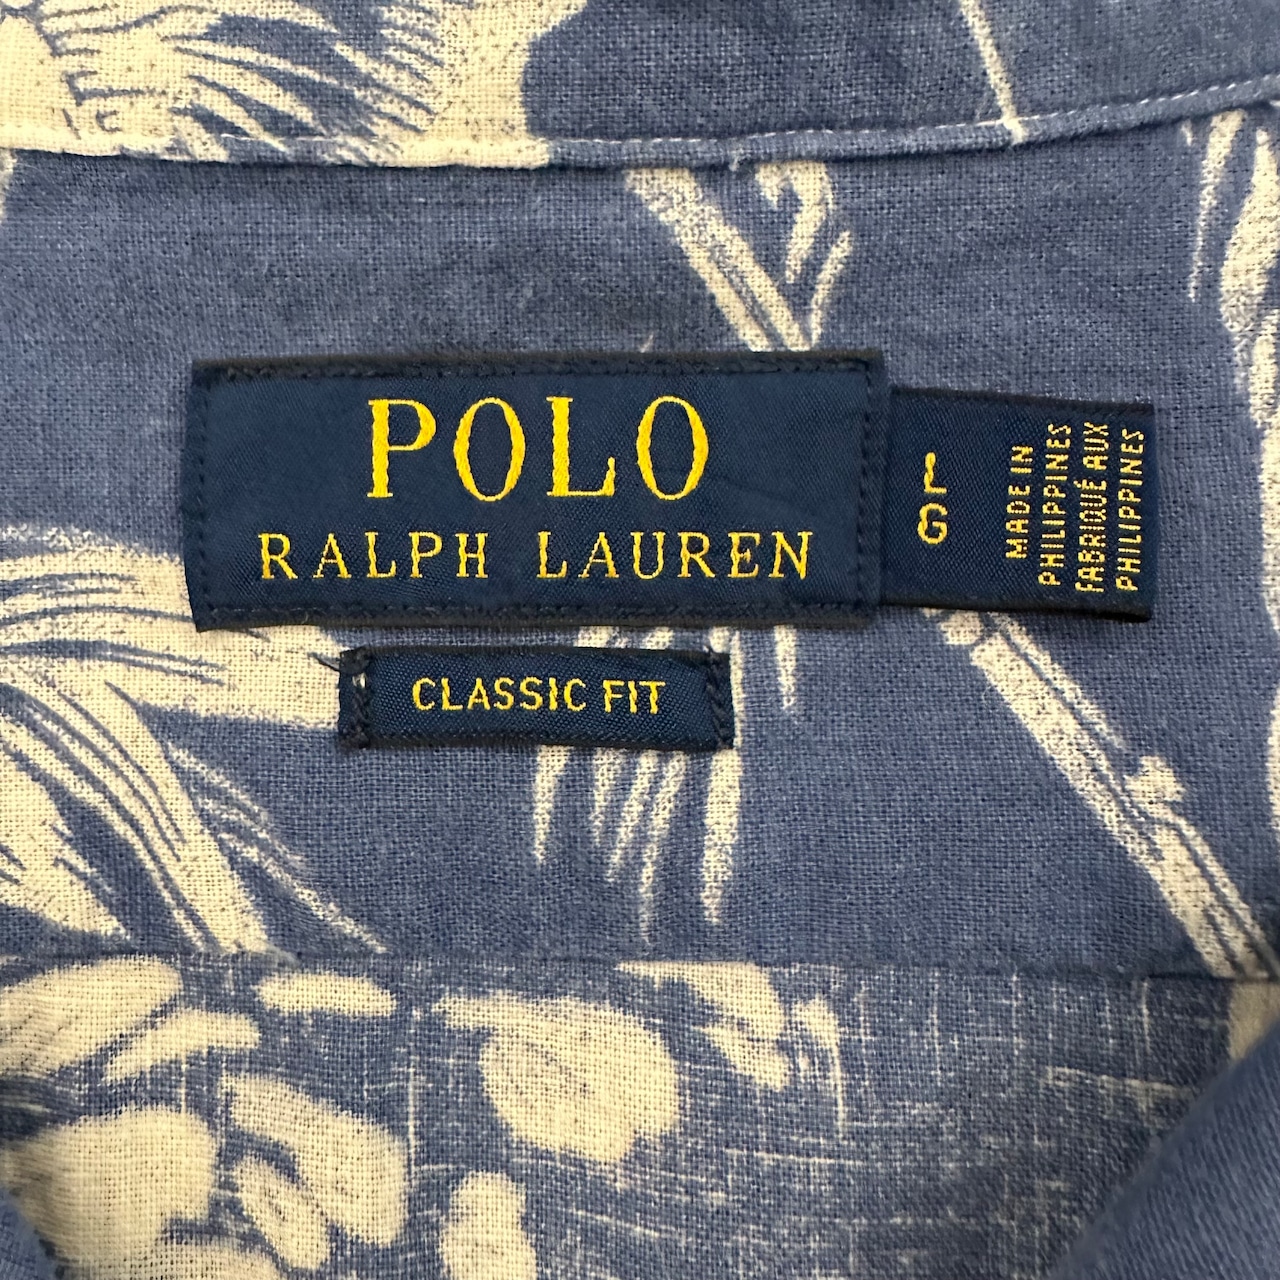 POLO
RALPH LAUREN
L
G
MADE IN
PHILIPPINES
FABRIQUÉ AUX
PHILIPPINES
CLASSIC FIT